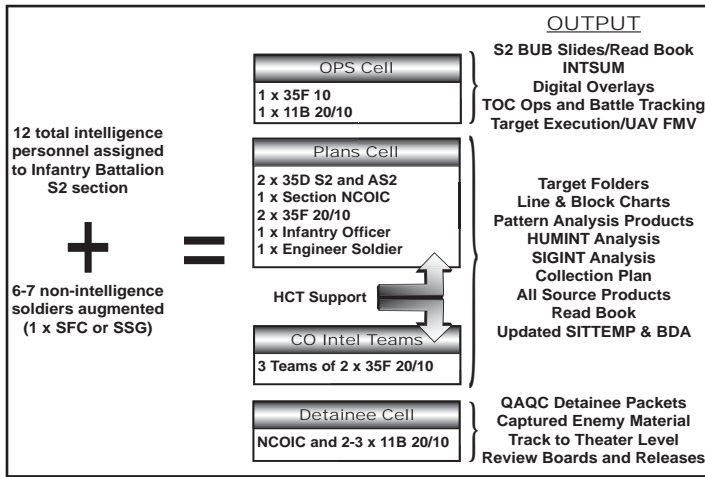 12 total intelligence
personnel assigned
to Infantry Battalion
S2 section
+
6-7 non-intelligence
soldiers augmented
(1 x SFC or SSG)
=
OPS Cell
1 x 35F 10
1 x 11B 20/10
Plans Cell
2 x 35D S2 and AS2
1 x Section NCOIC
2 x 35F 20/10
1 x Infantry Officer
1 x Engineer Soldier
HCT Support
CO Intel Teams
3 Teams of 2 x 35F 20/10
Detainee Cell
NCOIC and 2-3 x 11B 20/10
OUTPUT
S2 BUB Slides/Read Book
INTSUM
Digital Overlays
TOC Ops and Battle Tracking
Target Execution/UAV FMV
Target Folders
Line & Block Charts
Pattern Analysis Products
HUMINT Analysis
SIGINT Analysis
Collection Plan
All Source Products
Read Book
Updated SITTEMP & BDA
QAQC Detainee Packets
Captured Enemy Material
Track to Theater Level
Review Boards and Releases